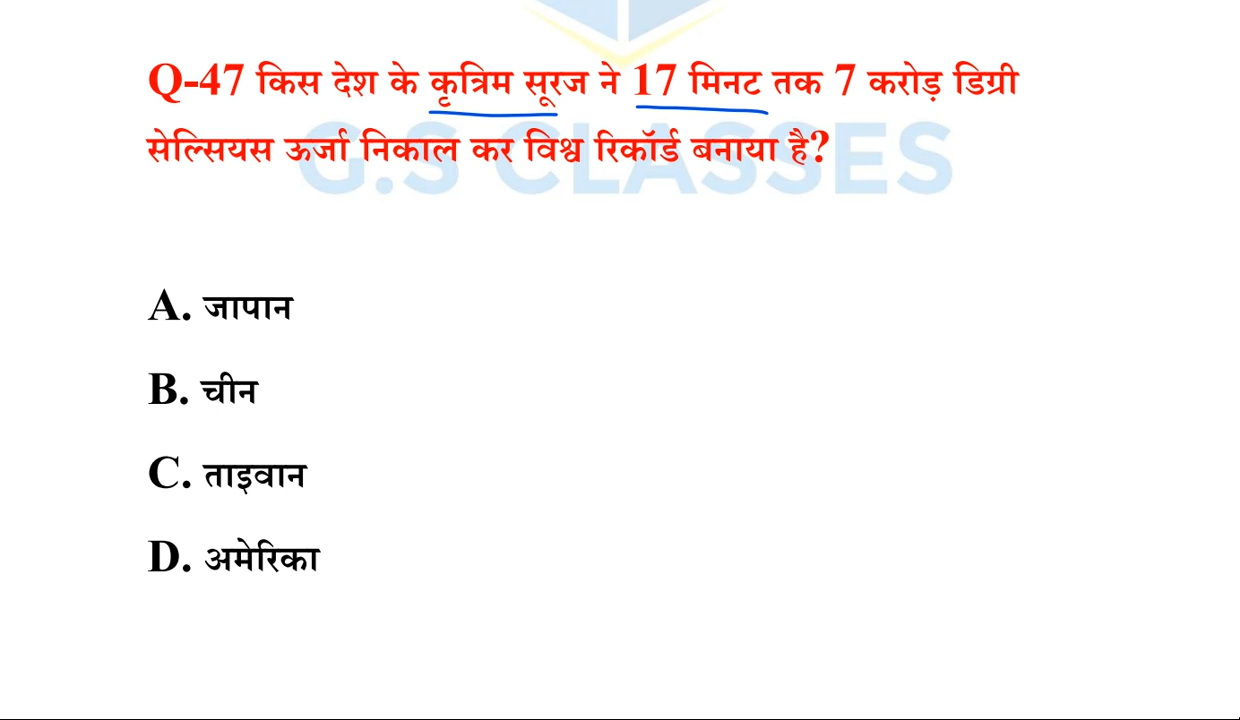 Q-47 किस देश के कृत्रिम सूरज ने 17 मिनट तक 7 करोड़ डिग्री
सेल्सियस ऊर्जा निकाल कर विश्व रिकॉर्ड बनाया है?
G.S CLASSES
A. जापान
B. चीन
C. ताइवान
D. अमेरिका